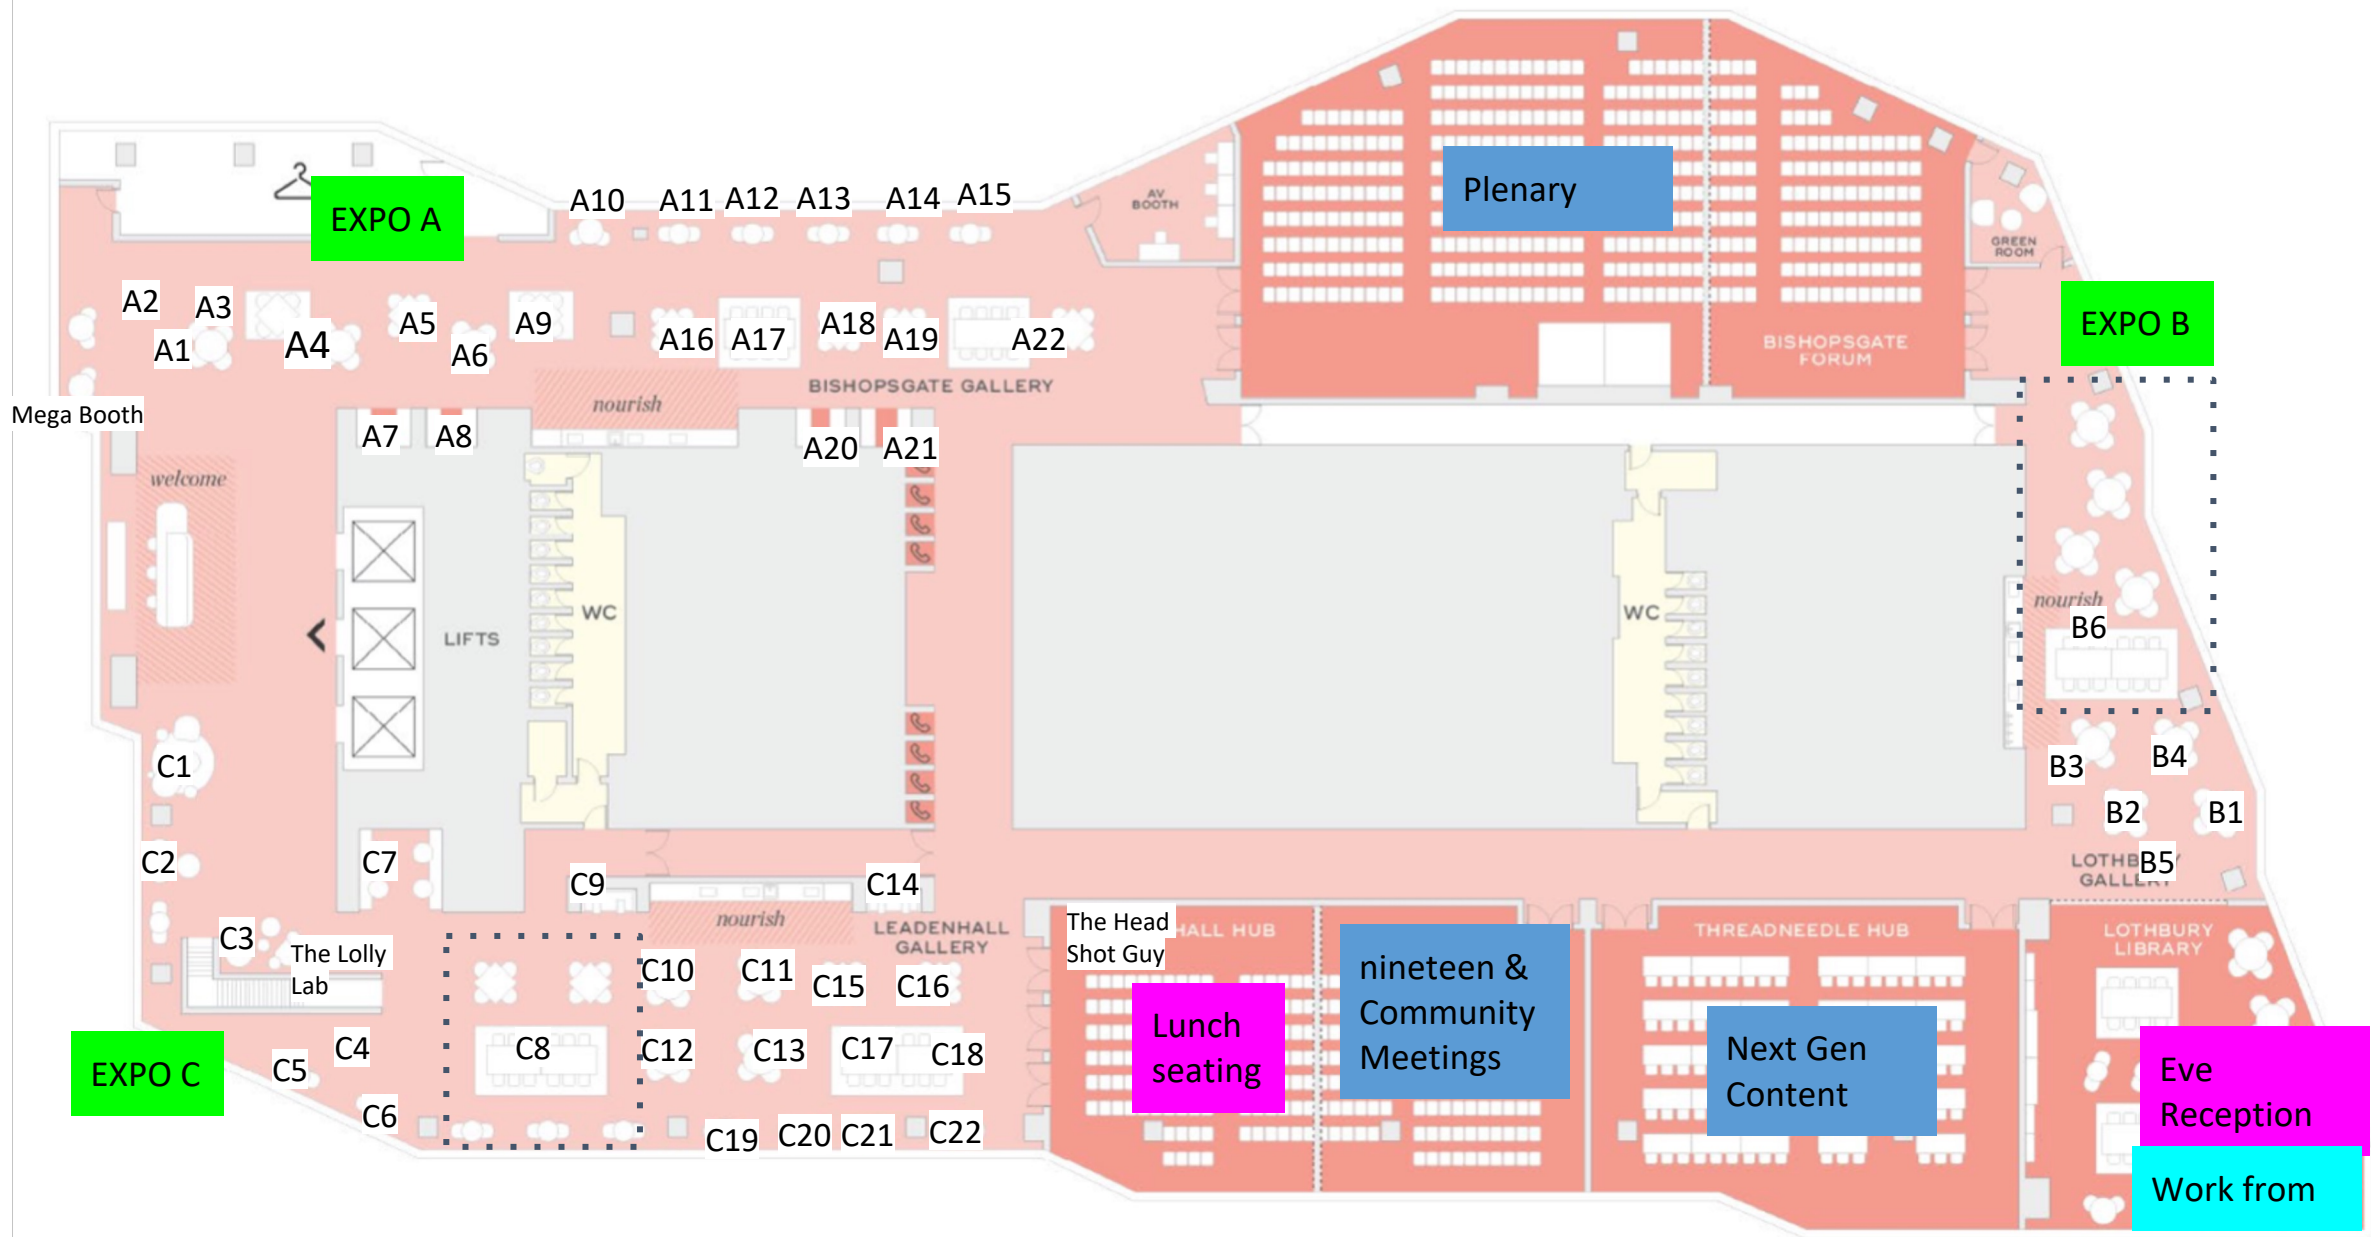 EXPO A
A10
A11
A12
A13
A14
A15
AV
BOOTH
Plenary
GREEN
ROOM
A2
A3
A1
A4
A5
A6
A9
A16
A17
A18
A19
A22
BISHOPSGATE
FORUM
EXPO B
BISHOPSGATE GALLERY
nourish
Mega Booth
A7
A8
A20
A21
welcome
WC
LIFTS
WC
nourish
B6
C1
B3
B4
B2
B1
B5
LOTHB Y
GALLERY
C2
C7
C9
C14
nourish
LEADENHALL
GALLERY
C3
The Lolly
Lab
C10
C11
C15
C16
The Head
Shot Guy
HALL HUB
nineteen &
Community
Meetings
THREADNEEDLE HUB
LOTHBURY
LIBRARY
EXPO C
C4
C5
C6
C8
C12
C13
C17
C18
C19
C20
C21
C22
Lunch
seating
Next Gen
Content
Eve
Reception
Work from